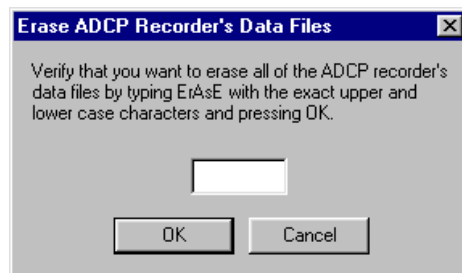 Erase ADCP Recorder's Data Files
Verify that you want to erase all of the ADCP recorder's
data files by typing ErAsE with the exact upper and
lower case characters and pressing OK.
OK
Cancel